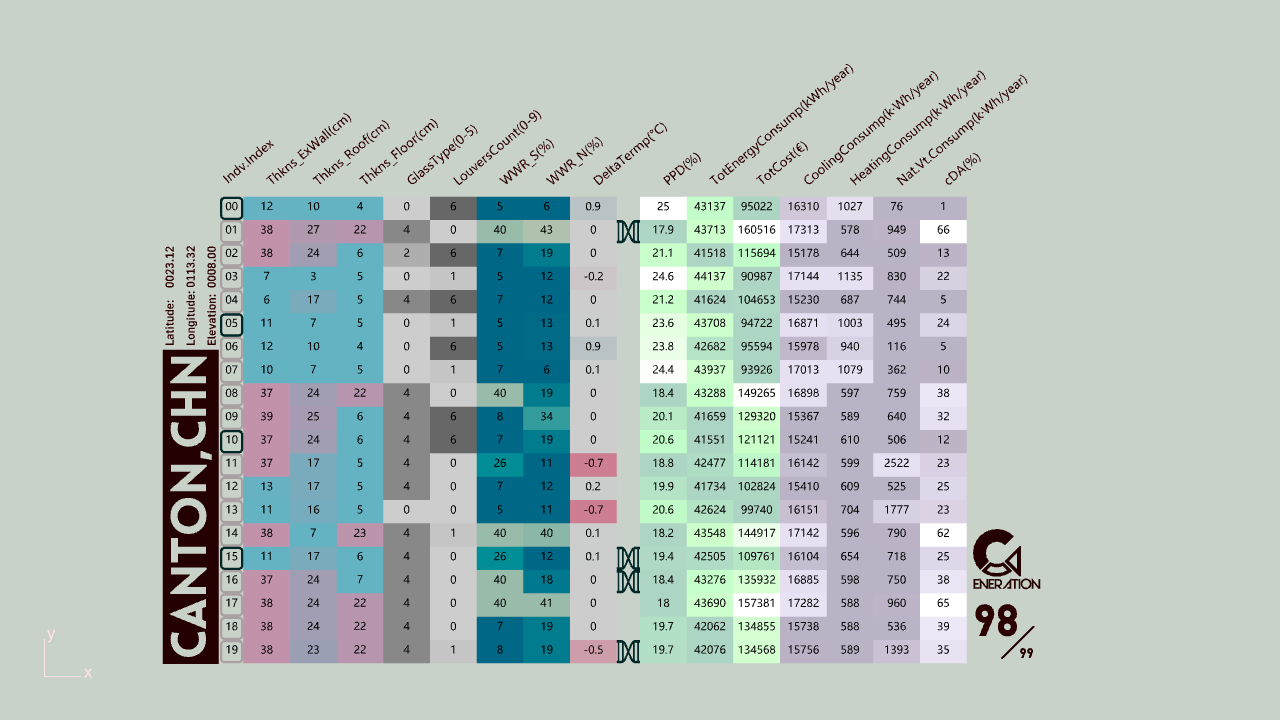 Indv.Index Thkns_ExWall(cm) Thkns_Roof(cm) Thkns_Floor(cm) GlassType(0-5) LouversCount(0-9) WWR_S(%) WWR_N(%) DeltaTermp(°C) PPD(%) TotEnergyConsump(kWh/year) TotCost(€) CoolingConsump(k·Wh/year) HeatingConsump(k·Wh/year) Nat.Vt.Consump(k·Wh/year) cDA(%)
00 12 10 4 0 6 5 6 0.9 25 43137 95022 16310 1027 76 1
01 38 27 22 4 0 40 43 0 17.9 43713 160516 17313 578 949 66
02 38 24 6 2 6 7 19 0 21.1 41518 115694 15178 644 509 13
03 7 3 5 0 1 5 12 -0.2 24.6 44137 90987 17144 1135 830 22
04 6 17 5 4 6 7 12 0 21.2 41624 104653 15230 687 744 5
05 11 7 5 0 1 5 13 0.1 23.6 43708 94722 16871 1003 495 24
06 12 10 4 0 6 5 13 0.9 23.8 42682 95594 15978 940 116 5
07 10 7 5 0 1 7 6 0.1 24.4 43937 93926 17013 1079 362 10
08 37 24 22 4 0 40 19 0 18.4 43288 149265 16898 597 759 38
09 39 25 6 4 6 8 34 0 20.1 41659 129320 15367 589 640 32
10 37 24 6 4 6 7 19 0 20.6 41551 121121 15241 610 506 12
11 37 17 5 4 0 26 11 -0.7 18.8 42477 114181 16142 599 2522 23
12 13 17 5 4 0 7 12 0.2 19.9 41734 102824 15410 609 525 25
13 11 16 5 0 0 5 11 -0.7 20.6 42624 99740 16151 704 1777 23
14 38 7 23 4 1 40 40 0.1 18.2 43548 144917 17142 596 790 62
15 11 17 6 4 0 26 12 0.1 19.4 42505 109761 16104 654 718 25
16 37 24 7 4 0 40 18 0 18.4 43276 135932 16885 598 750 38
17 38 24 22 4 0 40 41 0 18 43690 157381 17282 588 960 65
18 38 24 22 4 0 7 19 0 19.7 42062 134855 15738 588 536 39
19 38 23 22 4 1 8 19 -0.5 19.7 42076 134568 15756 589 1393 35
Latitude: 0023.12
Longitude: 0113.32
Elevation: 0008.00
CANTON,CHN
G
ENERATION
98/99
y
x